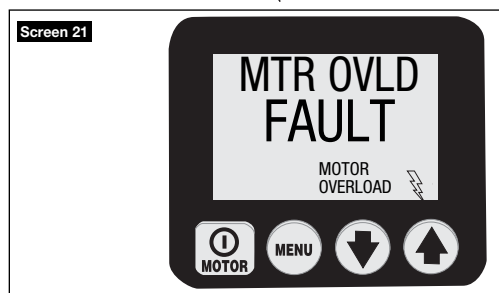 Screen 21
MTR OVLD
FAULT
MOTOR
OVERLOAD
MOTOR
MENU